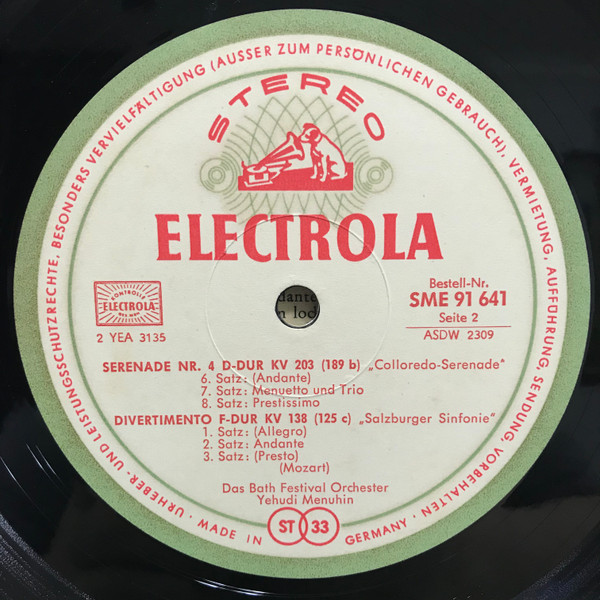 URHEBER- UND LEISTUNGSSCHUTZRECHTE, BESONDERS VERVIELFÄLTIGUNG (AUSSER ZUM PERSÖNLICHEN GEBRAUCH), VERMIETUNG, AUFFÜHRUNG, SENDUNG, VORBEHALTEN ·
STEREO
ELECTROLA
ELECTROLA
2 YEA 3135
Bestell-Nr.
SME 91 641
Seite 2
ASDW 2309
SERENADE NR. 4 D-DUR KV 203 (189 b) „Colloredo-Serenade"
6. Satz: (Andante)
7. Satz: Menuetto und Trio
8. Satz: Prestissimo
DIVERTIMENTO F-DUR KV 138 (125 c) „Salzburger Sinfonie"
1. Satz: (Allegro)
2. Satz: Andante
3. Satz: (Presto)
(Mozart)
Das Bath Festival Orchester
Yehudi Menuhin
MADE IN ST 33 GERMANY ·